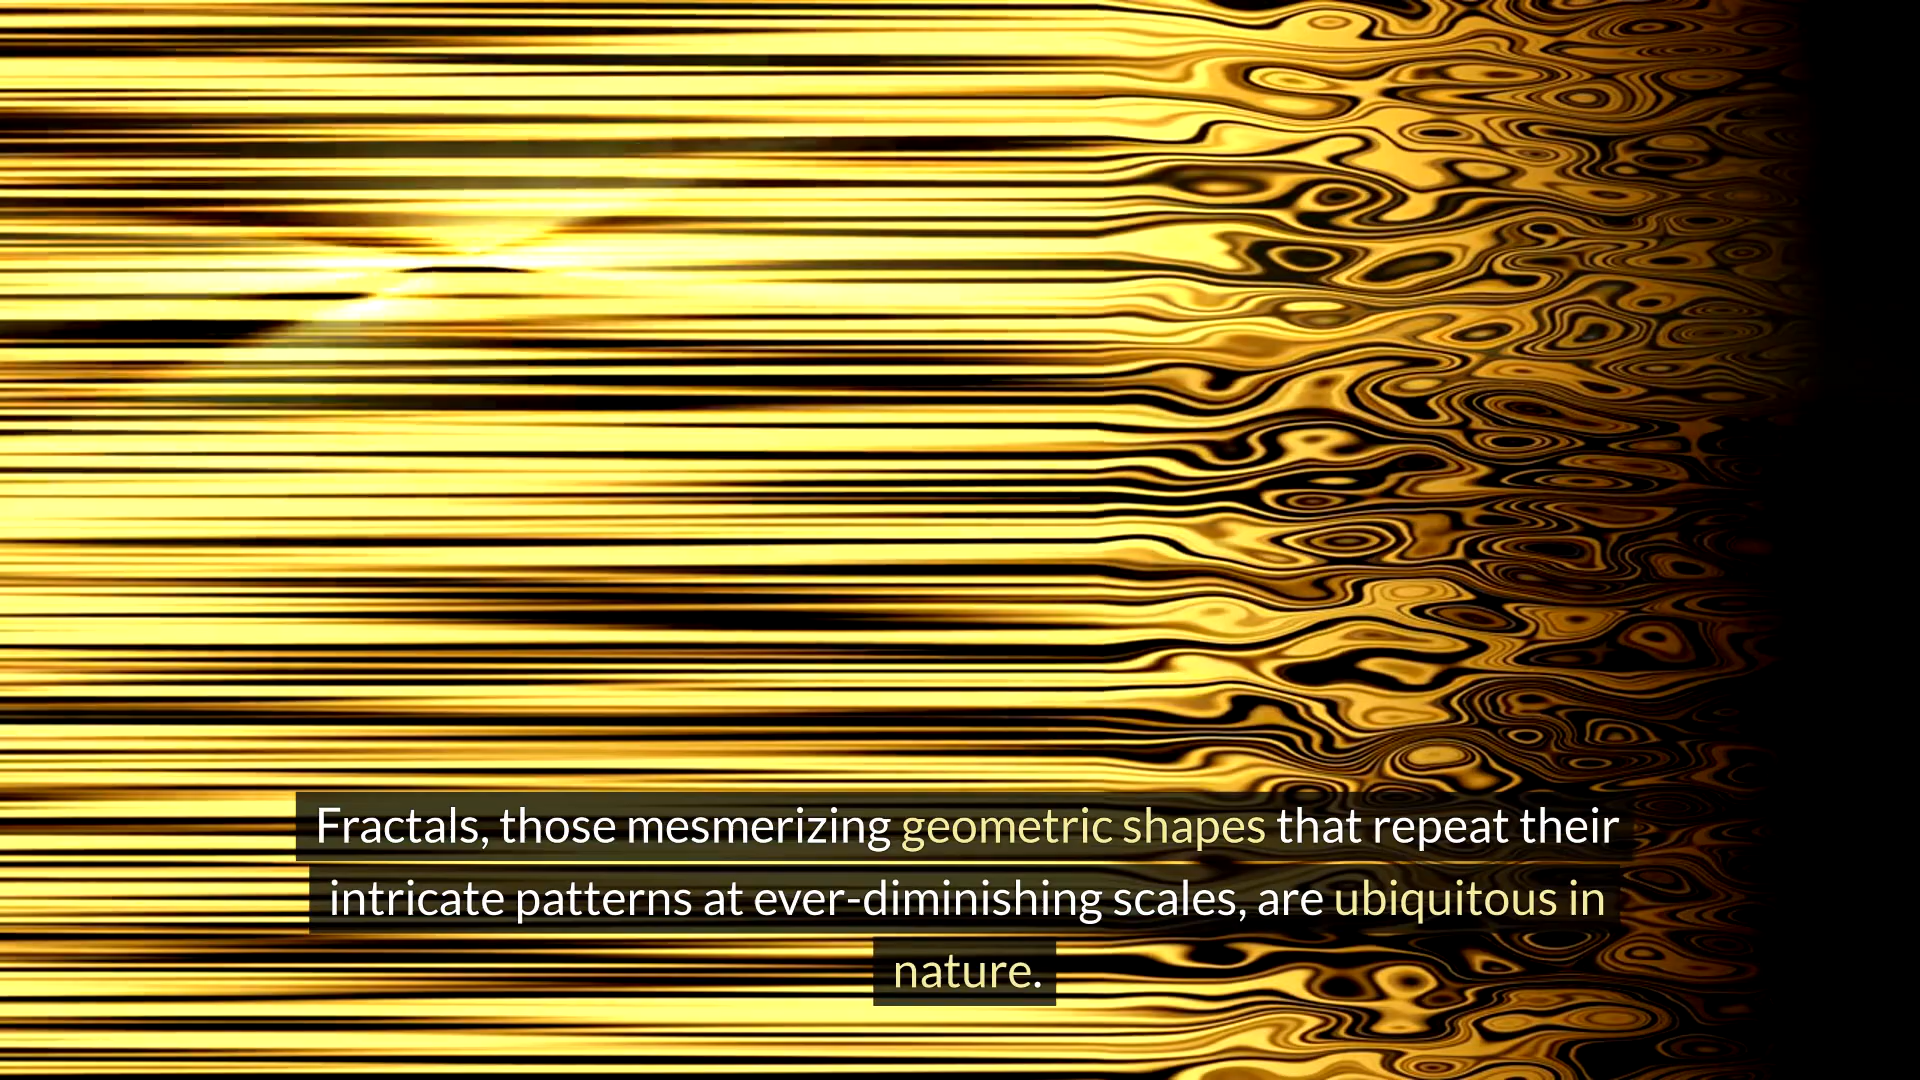 Fractals, those mesmerizing geometric shapes that repeat their
intricate patterns at ever-diminishing scales, are ubiquitous in
nature.